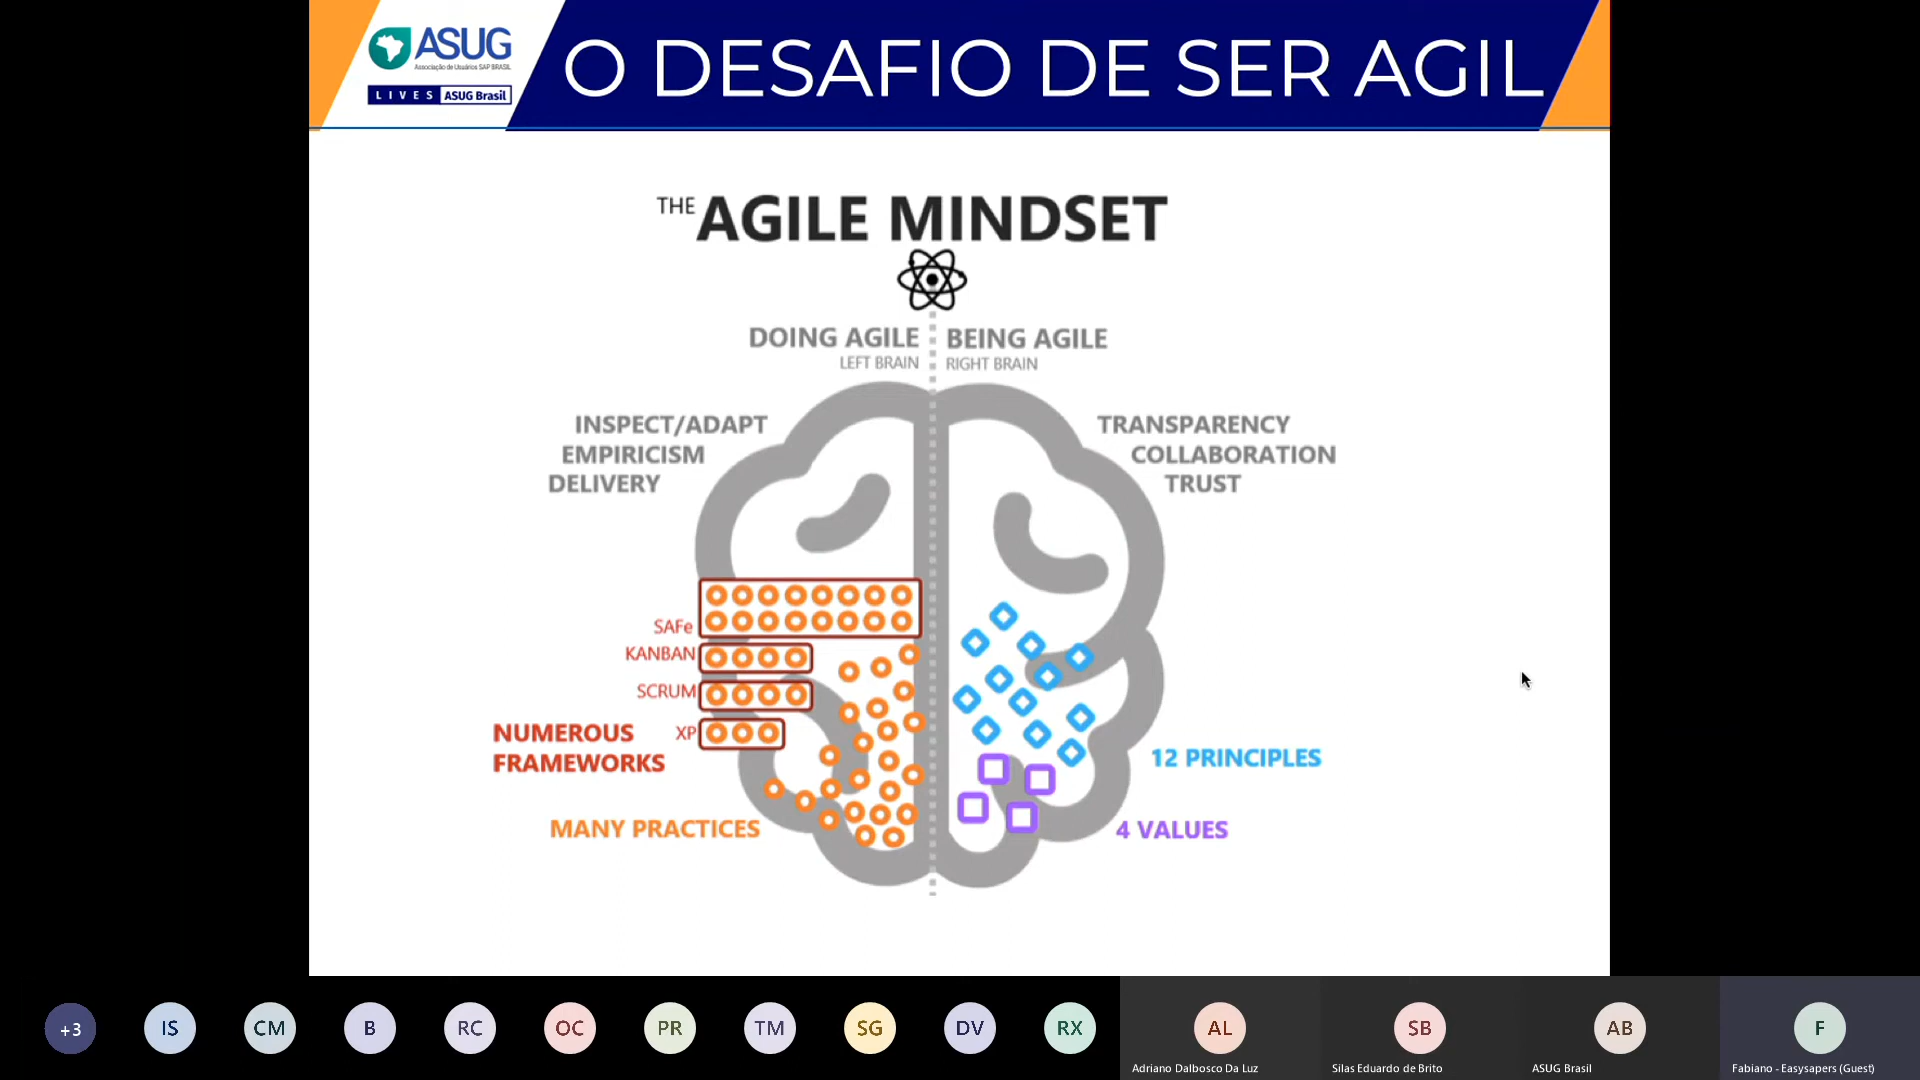 ASUG
Associação de Usuários SAP BRASIL
LIVES ASUG Brasil
O DESAFIO DE SER AGIL
THE AGILE MINDSET
DOING AGILE
LEFT BRAIN
BEING AGILE
RIGHT BRAIN
INSPECT/ADAPT
EMPIRICISM
DELIVERY
TRANSPARENCY
COLLABORATION
TRUST
SAFe
KANBAN
SCRUM
XP
NUMEROUS
FRAMEWORKS
MANY PRACTICES
12 PRINCIPLES
4 VALUES
+3
IS
CM
B
RC
OC
PR
TM
SG
DV
RX
AL
SB
AB
F
Adriano Dalbosco Da Luz
Silas Eduardo de Brito
ASUG Brasil
Fabiano - Easysapers (Guest)